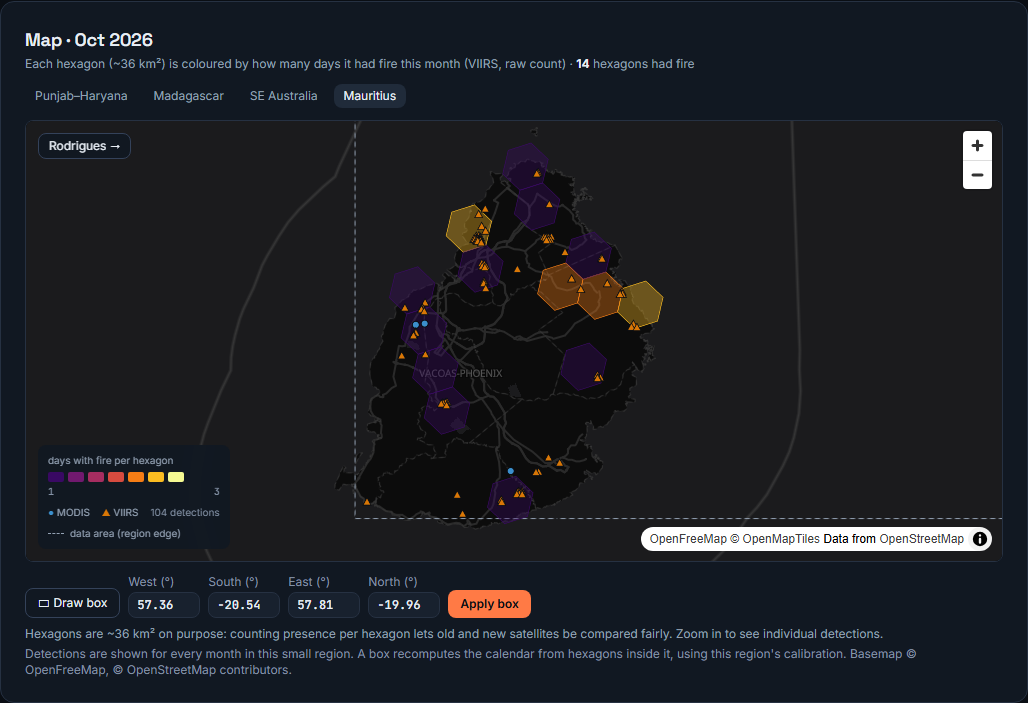 Map · Oct 2026
Each hexagon (~36 km²) is coloured by how many days it had fire this month (VIIRS, raw count) · 14 hexagons had fire
Punjab–Haryana Madagascar SE Australia Mauritius
Rodrigues →
+
−
VACOAS-PHOENIX
days with fire per hexagon
1 3
MODIS VIIRS 104 detections
data area (region edge)
OpenFreeMap © OpenMapTiles Data from OpenStreetMap
West (°) South (°) East (°) North (°)
Draw box 57.36 -20.54 57.81 -19.96 Apply box
Hexagons are ~36 km² on purpose: counting presence per hexagon lets old and new satellites be compared fairly. Zoom in to see individual detections.
Detections are shown for every month in this small region. A box recomputes the calendar from hexagons inside it, using this region's calibration. Basemap ©
OpenFreeMap, © OpenStreetMap contributors.